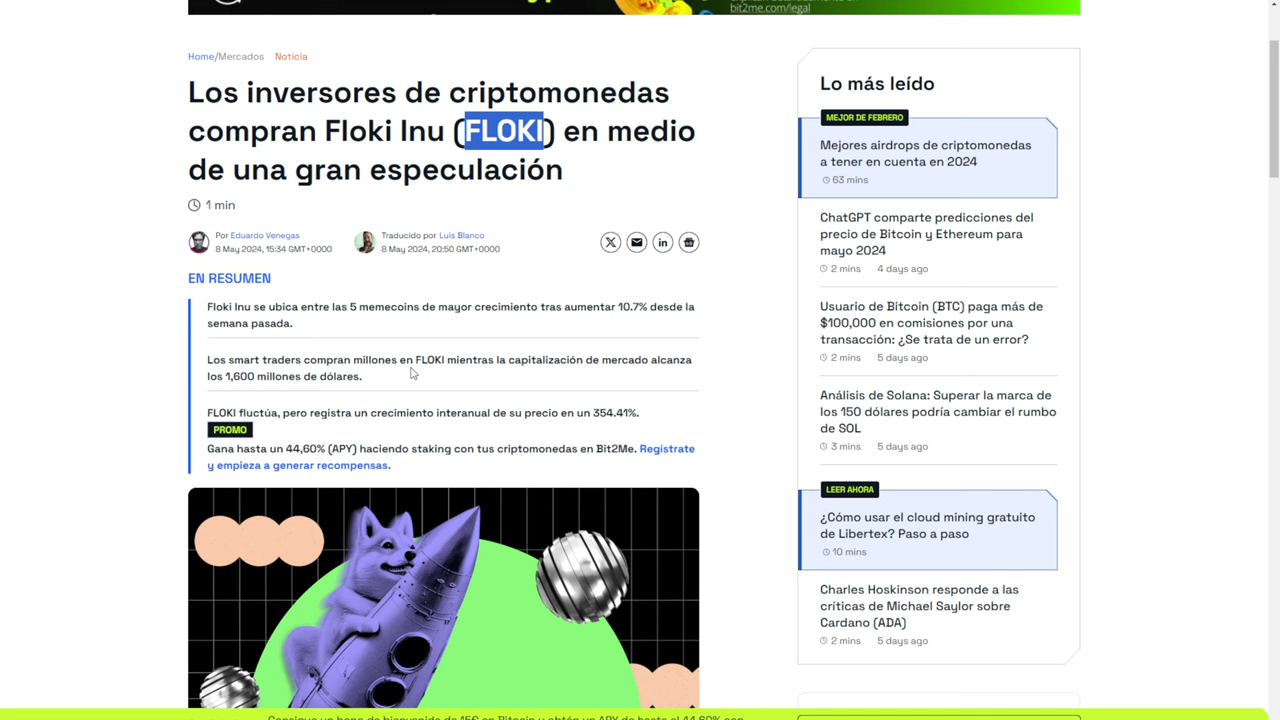 bit2me.com/legal
Home/Mercados Noticia
Los inversores de criptomonedas
compran Floki Inu (FLOKI) en medio
de una gran especulación
1 min
Por Eduardo Venegas
8 May 2024, 15:34 GMT+0000
Traducido por Luis Blanco
8 May 2024, 20:50 GMT+0000
EN RESUMEN
Floki Inu se ubica entre las 5 memecoins de mayor crecimiento tras aumentar 10.7% desde la
semana pasada.
Los smart traders compran millones en FLOKI mientras la capitalización de mercado alcanza
los 1,600 millones de dólares.
FLOKI fluctúa, pero registra un crecimiento interanual de su precio en un 354.41%.
PROMO
Gana hasta un 44,60% (APY) haciendo staking con tus criptomonedas en Bit2Me. Regístrate
y empieza a generar recompensas.
Lo más leído
MEJOR DE FEBRERO
Mejores airdrops de criptomonedas
a tener en cuenta en 2024
63 mins
ChatGPT comparte predicciones del
precio de Bitcoin y Ethereum para
mayo 2024
2 mins 4 days ago
Usuario de Bitcoin (BTC) paga más de
$100,000 en comisiones por una
transacción: ¿Se trata de un error?
2 mins 5 days ago
Análisis de Solana: Superar la marca de
los 150 dólares podría cambiar el rumbo
de SOL
3 mins 5 days ago
LEER AHORA
¿Cómo usar el cloud mining gratuito
de Libertex? Paso a paso
10 mins
Charles Hoskinson responde a las
críticas de Michael Saylor sobre
Cardano (ADA)
2 mins 5 days ago